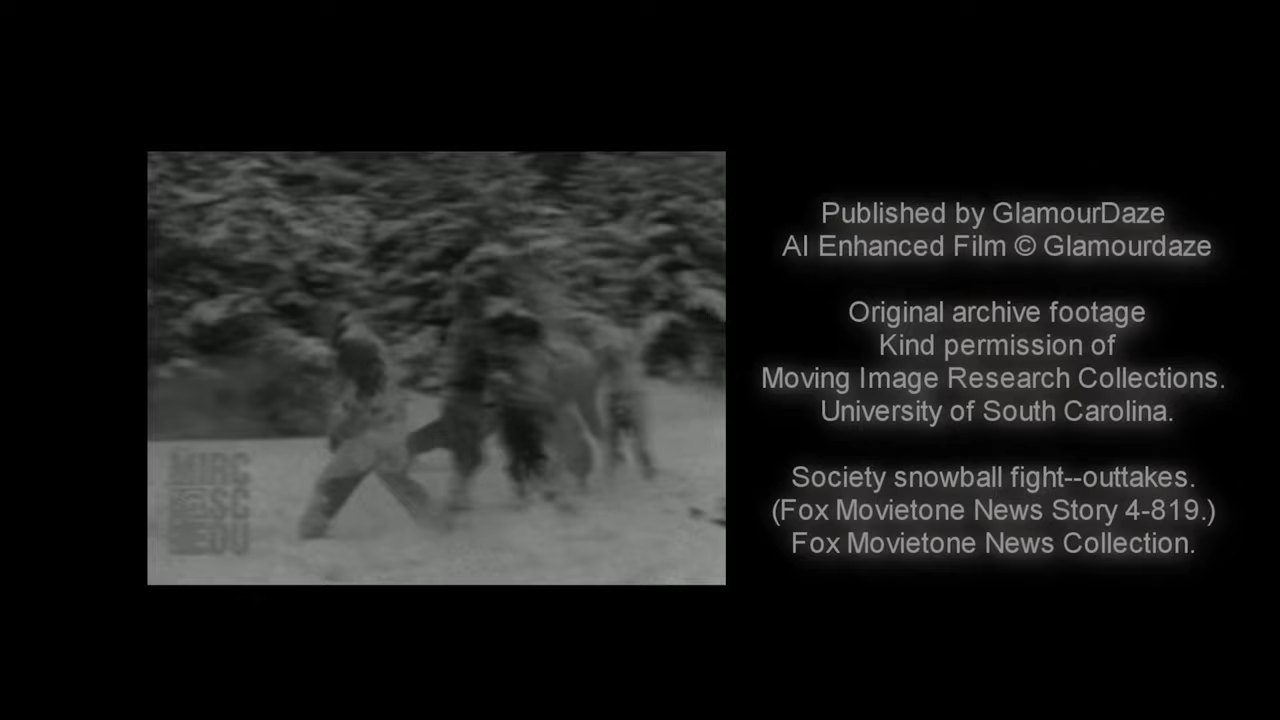 Published by GlamourDaze
AI Enhanced Film © Glamourdaze
Original archive footage
Kind permission of
Moving Image Research Collections.
University of South Carolina.
Society snowball fight--outtakes.
(Fox Movietone News Story 4-819.)
Fox Movietone News Collection.
MIRC
@SC
EDU